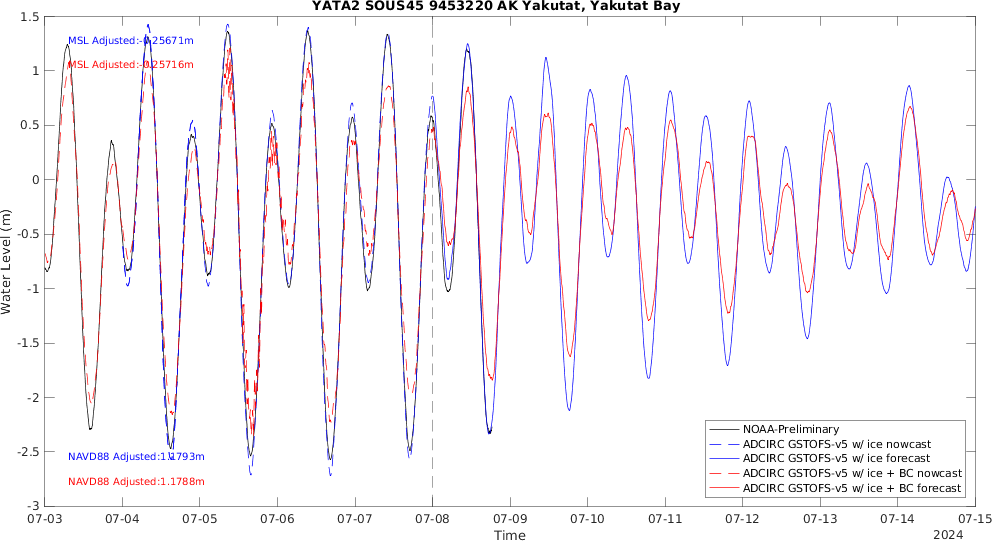 YATA2 SOUS45 9453220 AK Yakutat, Yakutat Bay
1.5
1
0.5
0
-0.5
-1
-1.5
-2
-2.5
-3
Water Level (m)
MSL Adjusted:-0.25671m
MSL Adjusted:-0.25716m
NAVD88 Adjusted:1.1793m
NAVD88 Adjusted:1.1788m
NOAA-Preliminary
ADCIRC GSTOFS-v5 w/ ice nowcast
ADCIRC GSTOFS-v5 w/ ice forecast
ADCIRC GSTOFS-v5 w/ ice + BC nowcast
ADCIRC GSTOFS-v5 w/ ice + BC forecast
07-03 07-04 07-05 07-06 07-07 07-08 07-09 07-10 07-11 07-12 07-13 07-14 07-15
Time
2024